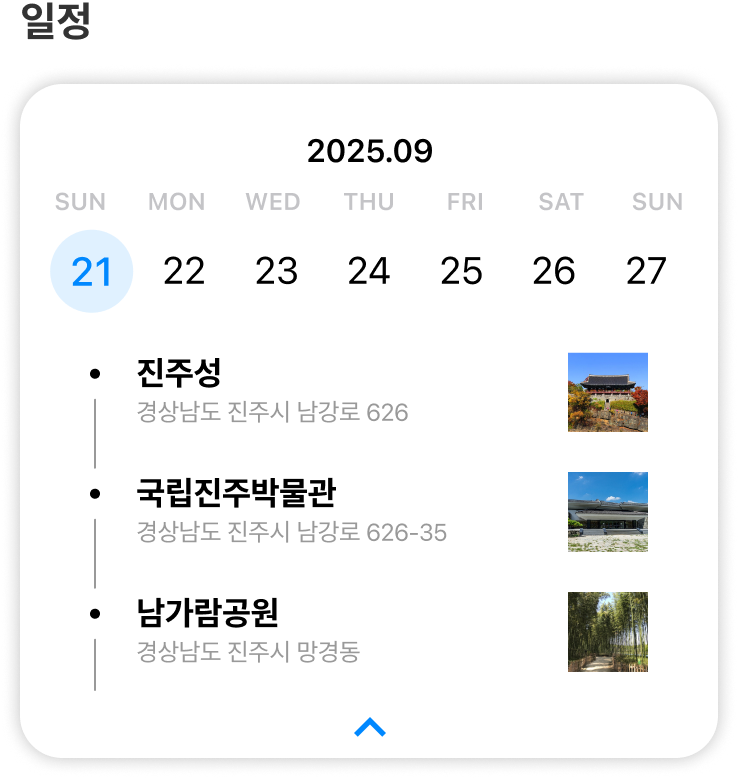 일정
2025.09
SUN MON WED THU FRI SAT SUN
21 22 23 24 25 26 27
진주성
경상남도 진주시 남강로 626
국립진주박물관
경상남도 진주시 남강로 626-35
남가람공원
경상남도 진주시 망경동